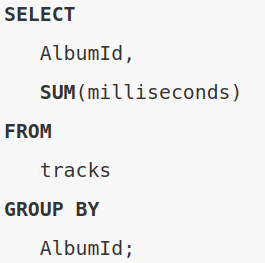 SELECT
AlbumId,
SUM(milliseconds)
FROM
tracks
GROUP BY
AlbumId;